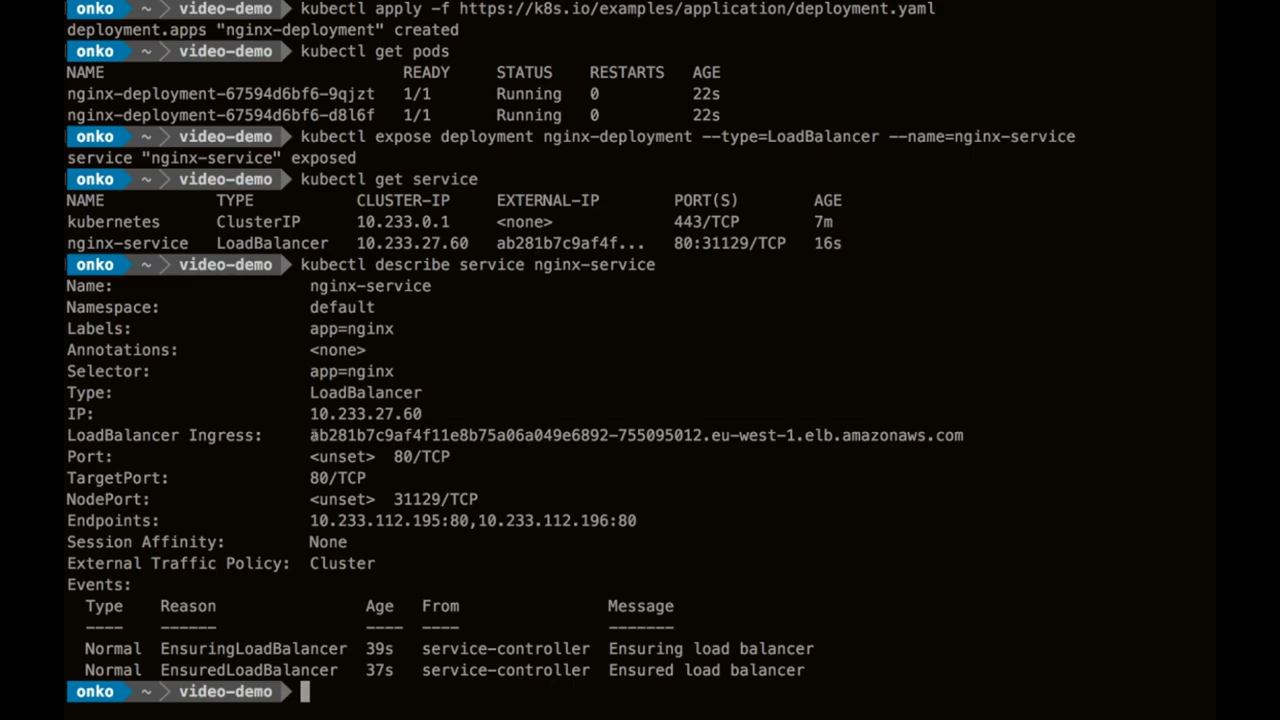 onko ~ video-demo kubectl apply -f https://k8s.io/examples/application/deployment.yaml
deployment.apps "nginx-deployment" created
onko ~ video-demo kubectl get pods
NAME READY STATUS RESTARTS AGE
nginx-deployment-67594d6bf6-9qjzt 1/1 Running 0 22s
nginx-deployment-67594d6bf6-d8l6f 1/1 Running 0 22s
onko ~ video-demo kubectl expose deployment nginx-deployment --type=LoadBalancer --name=nginx-service
service "nginx-service" exposed
onko ~ video-demo kubectl get service
NAME TYPE CLUSTER-IP EXTERNAL-IP PORT(S) AGE
kubernetes ClusterIP 10.233.0.1 <none> 443/TCP 7m
nginx-service LoadBalancer 10.233.27.60 ab281b7c9af4f... 80:31129/TCP 16s
onko ~ video-demo kubectl describe service nginx-service
Name: nginx-service
Namespace: default
Labels: app=nginx
Annotations: <none>
Selector: app=nginx
Type: LoadBalancer
IP: 10.233.27.60
LoadBalancer Ingress: ab281b7c9af4f11e8b75a06a049e6892-755095012.eu-west-1.elb.amazonaws.com
Port: <unset> 80/TCP
TargetPort: 80/TCP
NodePort: <unset> 31129/TCP
Endpoints: 10.233.112.195:80,10.233.112.196:80
Session Affinity: None
External Traffic Policy: Cluster
Events:
Type Reason Age From Message
---- ------ ---- ---- -------
Normal EnsuringLoadBalancer 39s service-controller Ensuring load balancer
Normal EnsuredLoadBalancer 37s service-controller Ensured load balancer
onko ~ video-demo